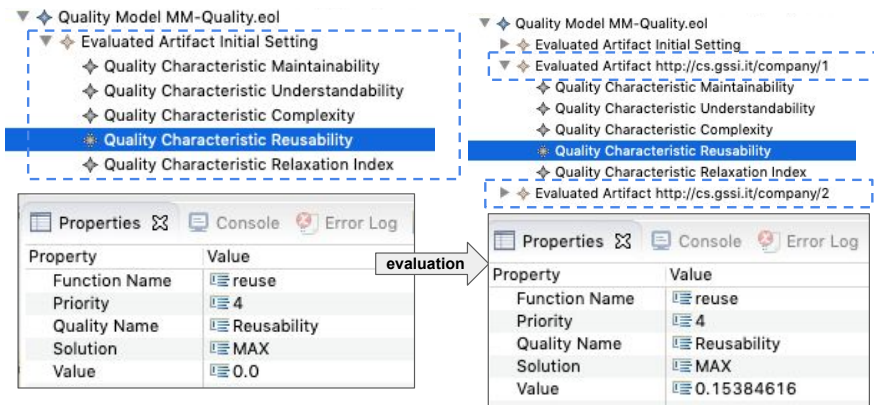 Quality Model MM-Quality.eol
Evaluated Artifact Initial Setting
Quality Characteristic Maintainability
Quality Characteristic Understandability
Quality Characteristic Complexity
Quality Characteristic Reusability
Quality Characteristic Relaxation Index
Properties Console Error Log
Property Value
Function Name reuse
Priority 4
Quality Name Reusability
Solution MAX
Value 0.0
evaluation
Quality Model MM-Quality.eol
Evaluated Artifact Initial Setting
Evaluated Artifact http://cs.gssi.it/company/1
Quality Characteristic Maintainability
Quality Characteristic Understandability
Quality Characteristic Complexity
Quality Characteristic Reusability
Quality Characteristic Relaxation Index
Evaluated Artifact http://cs.gssi.it/company/2
Properties Console Error Log
Property Value
Function Name reuse
Priority 4
Quality Name Reusability
Solution MAX
Value 0.15384616